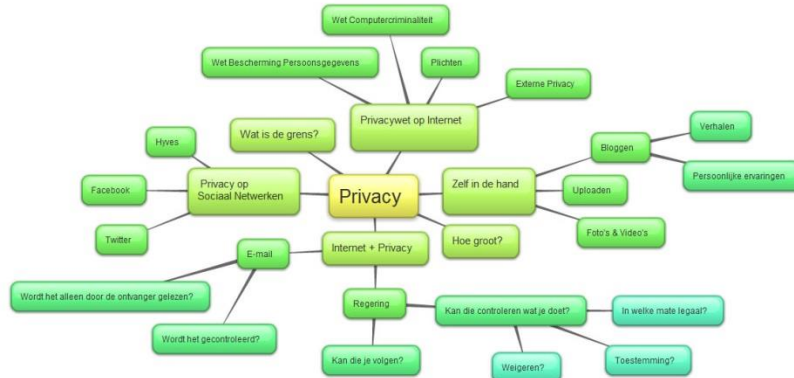 Wet Computercriminaliteit
Wet Bescherming Persoonsgegevens
Plichten
Externe Privacy
Privacywet op Internet
Wat is de grens?
Verhalen
Hyves
Bloggen
Persoonlijke ervaringen
Privacy op
Sociaal Netwerken
Facebook
Privacy
Zelf in de hand
Uploaden
Twitter
Hoe groot?
Foto's & Video's
E-mail
Internet + Privacy
Wordt het alleen door de ontvanger gelezen?
Regering
Kan die controleren wat je doet?
In welke mate legaal?
Wordt het gecontroleerd?
Kan die je volgen?
Weigeren?
Toestemming?